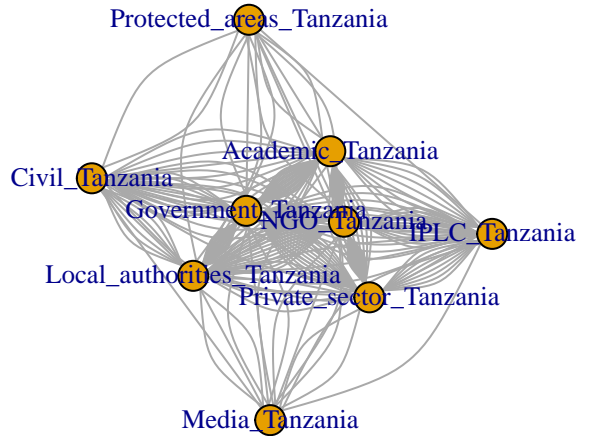 Protected_areas_Tanzania
Academic_Tanzania
Civil_Tanzania
Government_Tanzania
NGO_Tanzania
IPLC_Tanzania
Local_authorities_Tanzania
Private_sector_Tanzania
Media_Tanzania